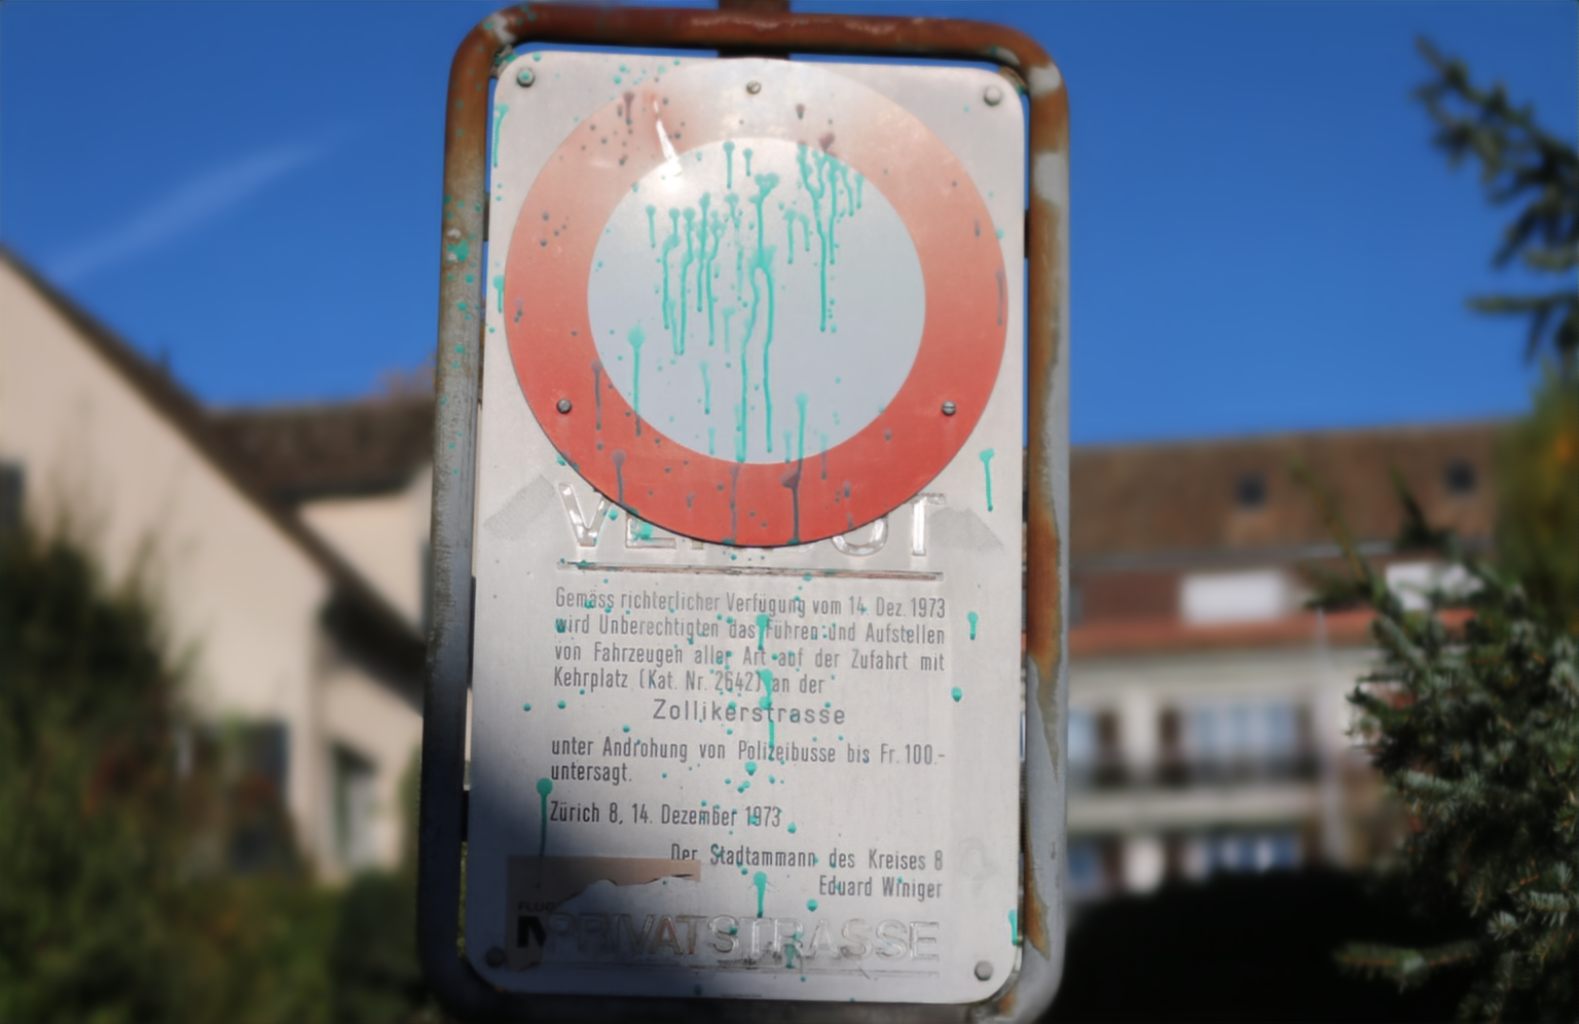 VERBOT
Gemäss richterlicher Verfügung vom 14. Dez. 1973
wird Unberechtigten das Führen und Aufstellen
von Fahrzeugen aller Art auf der Zufahrt mit
Kehrplatz (Kat. Nr. 2642) an der
Zollikerstrasse
unter Androhung von Polizeibusse bis Fr. 100.-
untersagt.
Zürich 8, 14. Dezember 1973
Der Stadtammann des Kreises 8
Eduard Winiger
PRIVATSTRASSE